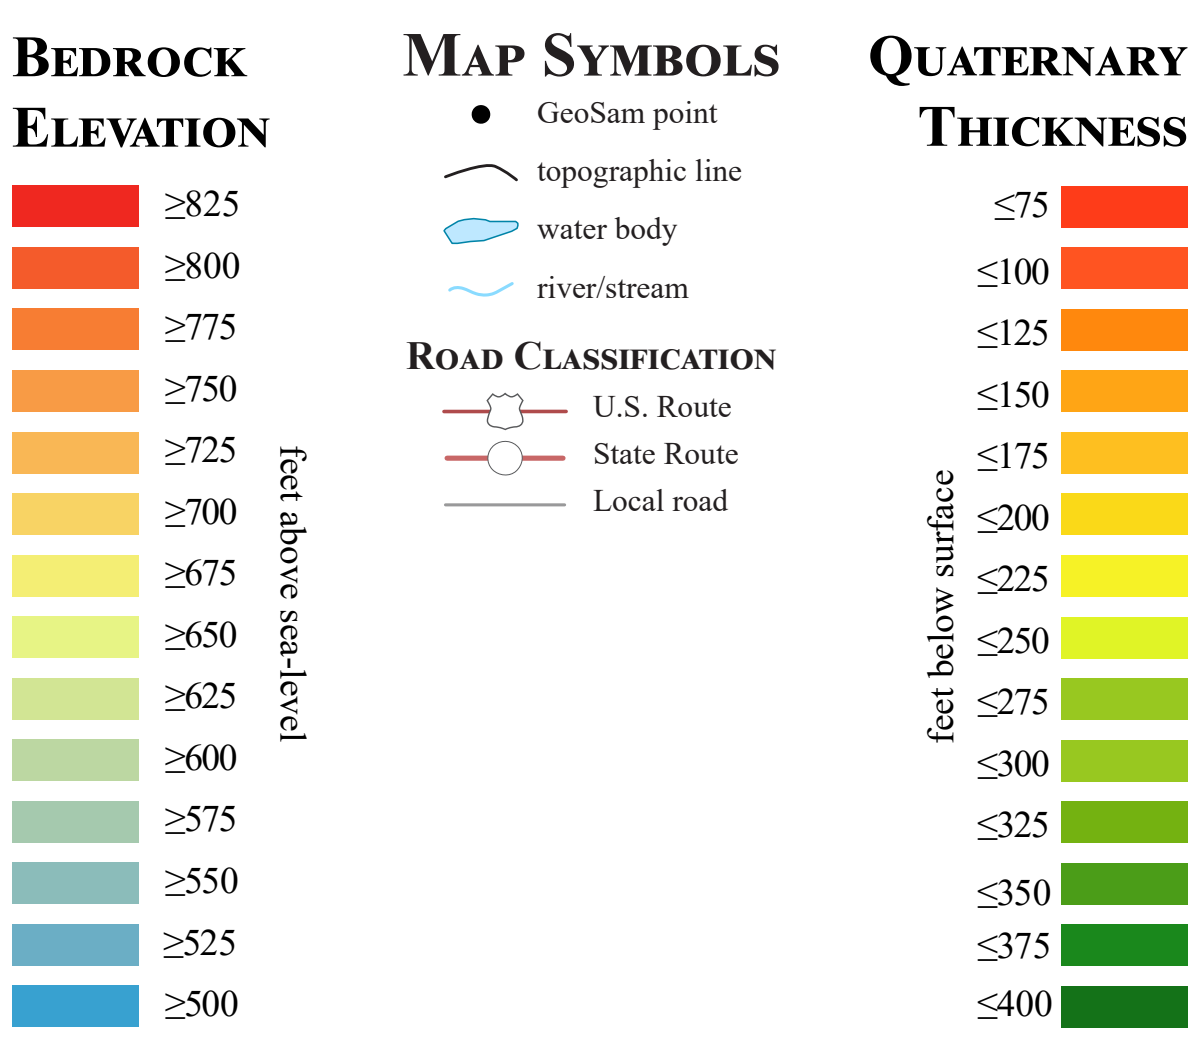 BEDROCK
ELEVATION
≥825
≥800
≥775
≥750
≥725
≥700
≥675
≥650
≥625
≥600
≥575
≥550
≥525
≥500
feet above sea-level
MAP SYMBOLS
GeoSam point
topographic line
water body
river/stream
ROAD CLASSIFICATION
U.S. Route
State Route
Local road
QUATERNARY
THICKNESS
≤75
≤100
≤125
≤150
≤175
≤200
≤225
≤250
≤275
≤300
≤325
≤350
≤375
≤400
feet below surface